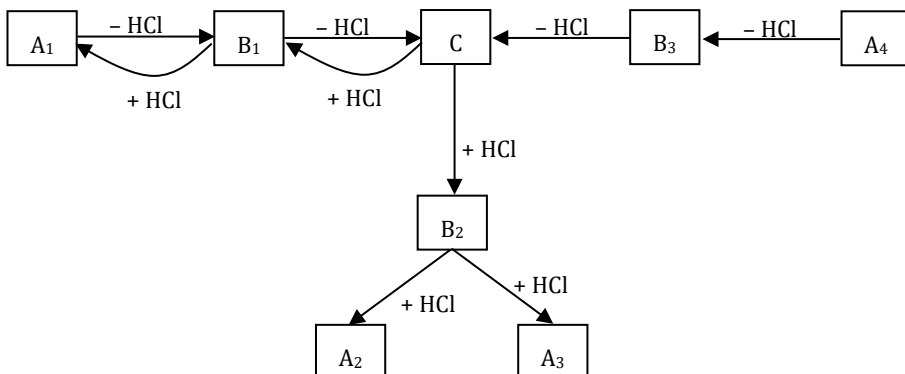 – HCl – HCl – HCl – HCl
A₁ B₁ C B₃ A₄
+ HCl + HCl
+ HCl
B₂
+ HCl + HCl
A₂ A₃